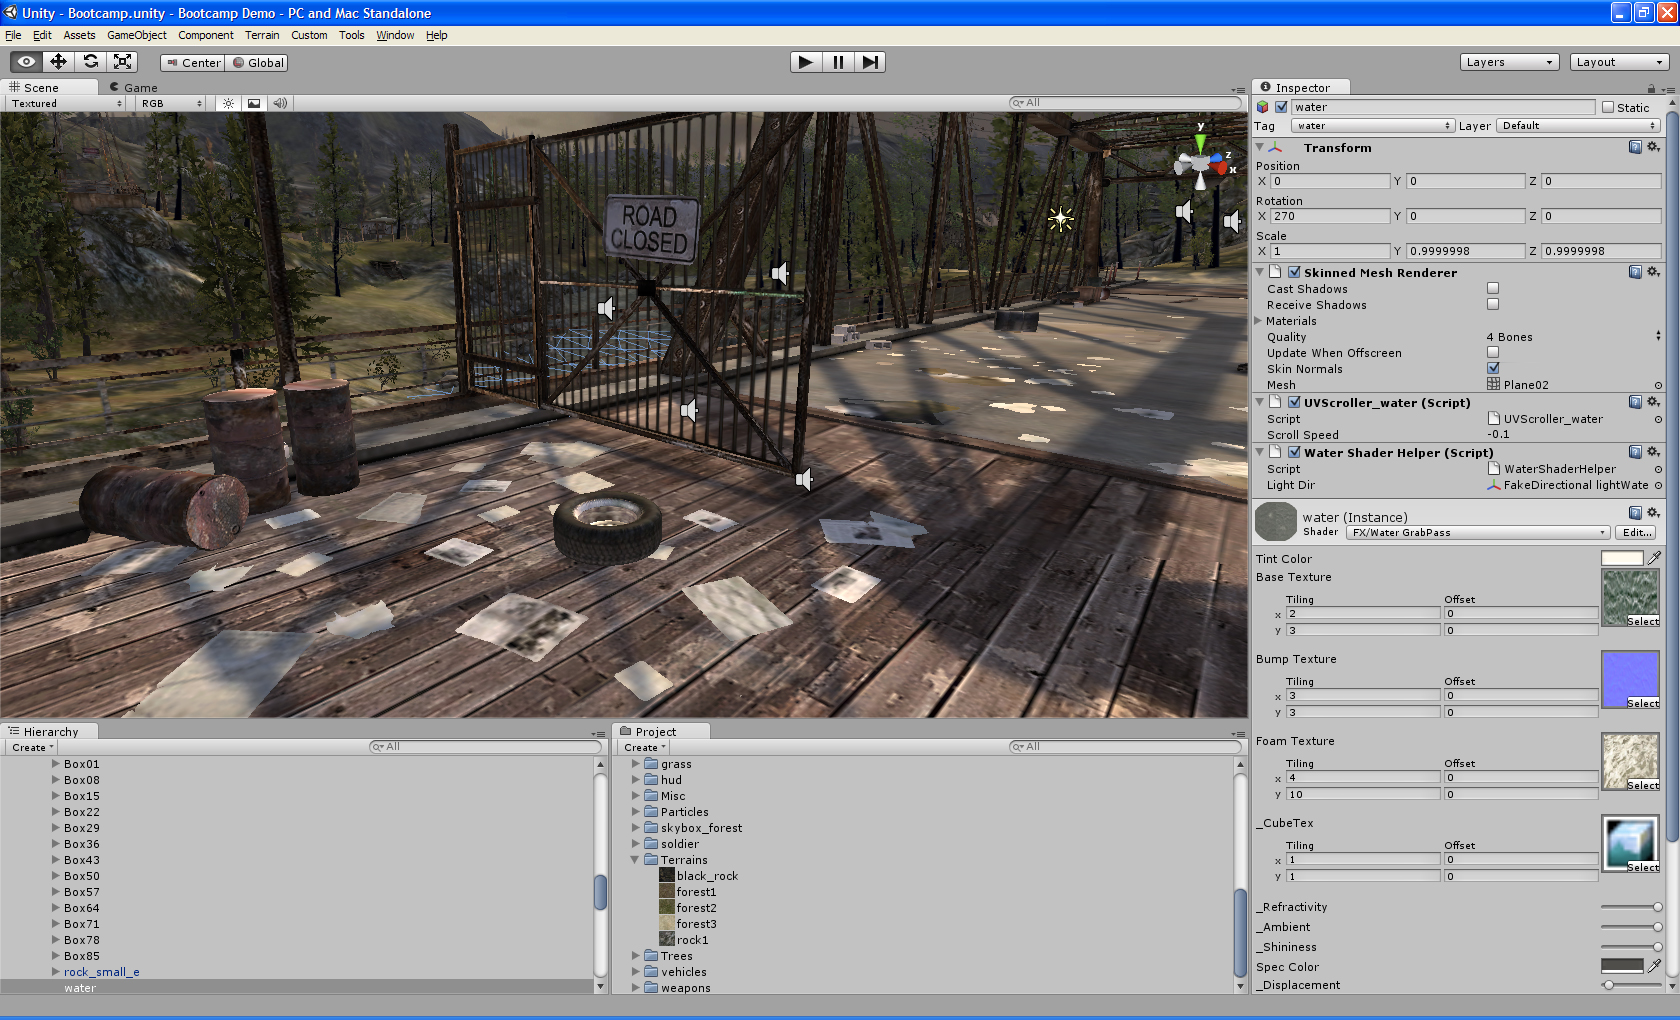 Unity - Bootcamp.unity - Bootcamp Demo - PC and Mac Standalone
File Edit Assets GameObject Component Terrain Custom Tools Window Help
Center Global Layers Layout
Scene Game
Textured RGB All
ROAD
CLOSED
y
z
x
Hierarchy
Create All
Box01
Box08
Box15
Box22
Box29
Box36
Box43
Box50
Box57
Box64
Box71
Box78
Box85
rock_small_e
water
Project
Create All
grass
hud
Misc
Particles
skybox_forest
soldier
Terrains
black_rock
forest1
forest2
forest3
rock1
Trees
vehicles
weapons
Inspector
water Static
Tag water Layer Default
Transform
Position
X 0 Y 0 Z 0
Rotation
X 270 Y 0 Z 0
Scale
X 1 Y 0.9999998 Z 0.9999998
Skinned Mesh Renderer
Cast Shadows
Receive Shadows
Materials
Quality 4 Bones
Update When Offscreen
Skin Normals
Mesh Plane02
UVScroller_water (Script)
Script UVScroller_water
Scroll Speed -0.1
Water Shader Helper (Script)
Script WaterShaderHelper
Light Dir FakeDirectional lightWate
water (Instance)
Shader FX/Water GrabPass Edit...
Tint Color
Base Texture
Tiling Offset
x 2 0
y 3 0
Select
Bump Texture
Tiling Offset
x 3 0
y 3 0
Select
Foam Texture
Tiling Offset
x 4 0
y 10 0
Select
_CubeTex
Tiling Offset
x 1 0
y 1 0
Select
_Refractivity
_Ambient
_Shininess
Spec Color
_Displacement